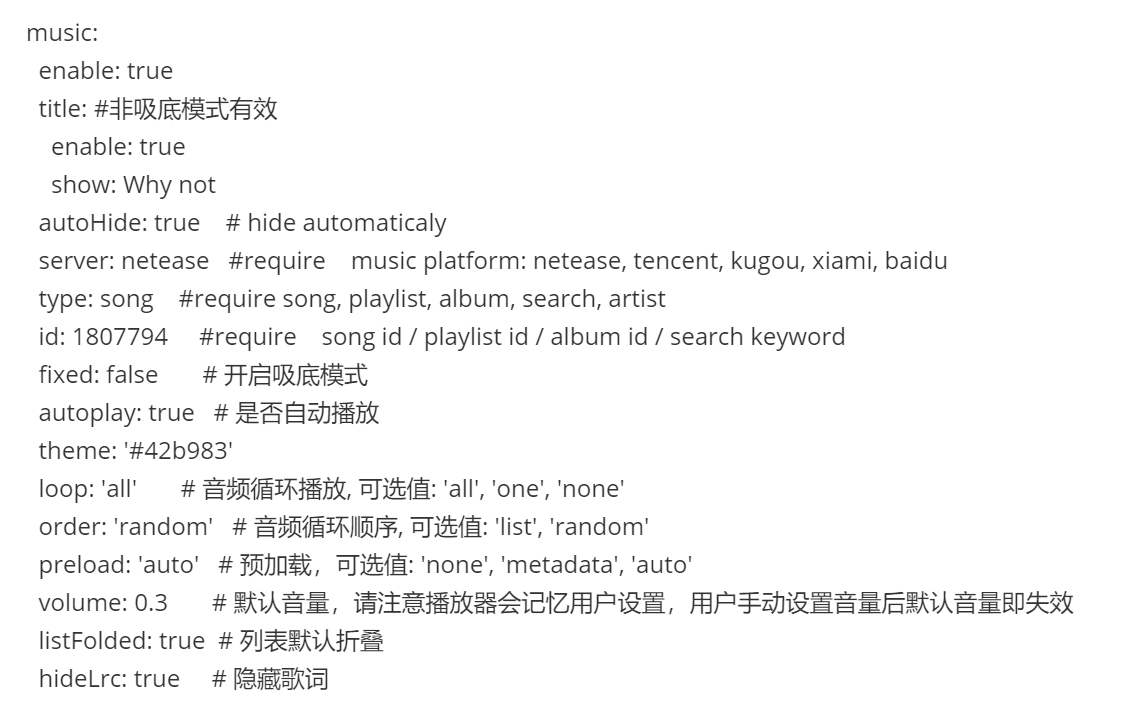 music:
  enable: true
  title: #非吸底模式有效
    enable: true
    show: Why not
  autoHide: true    # hide automaticaly
  server: netease   #require    music platform: netease, tencent, kugou, xiami, baidu
  type: song    #require song, playlist, album, search, artist
  id: 1807794     #require    song id / playlist id / album id / search keyword
  fixed: false       # 开启吸底模式
  autoplay: true   # 是否自动播放
  theme: '#42b983'
  loop: 'all'       # 音频循环播放, 可选值: 'all', 'one', 'none'
  order: 'random'   # 音频循环顺序, 可选值: 'list', 'random'
  preload: 'auto'   # 预加载，可选值: 'none', 'metadata', 'auto'
  volume: 0.3       # 默认音量，请注意播放器会记忆用户设置，用户手动设置音量后默认音量即失效
  listFolded: true  # 列表默认折叠
  hideLrc: true     # 隐藏歌词